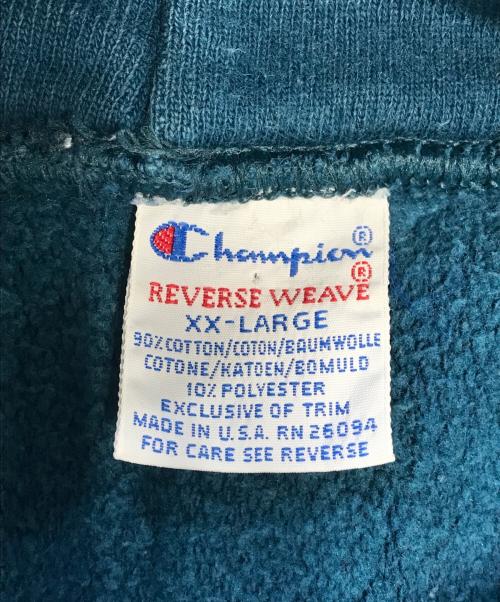 Champion®
REVERSE WEAVE®
XX-LARGE
90% COTTON/COTON/BAUMWOLLE
COTONE/KATOEN/BOMULD
10% POLYESTER
EXCLUSIVE OF TRIM
MADE IN U.S.A. RN 26094
FOR CARE SEE REVERSE